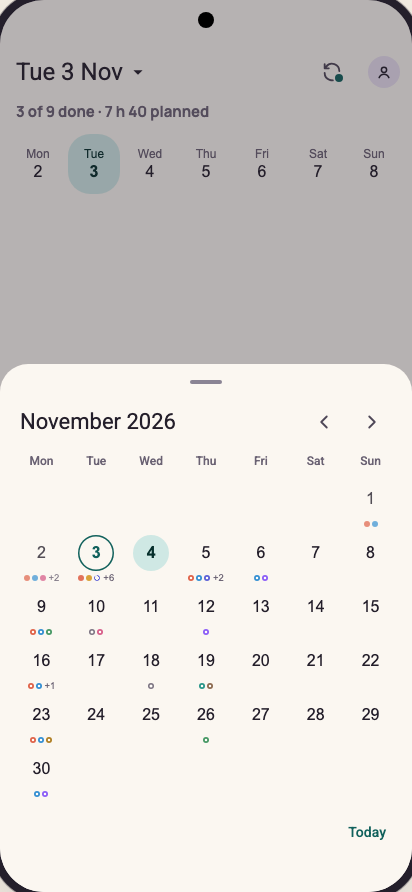 Tue 3 Nov
3 of 9 done · 7 h 40 planned
Mon Tue Wed Thu Fri Sat Sun
2 3 4 5 6 7 8
November 2026
Mon Tue Wed Thu Fri Sat Sun
1
2 3 4 5 6 7 8
+2 +6 +2
9 10 11 12 13 14 15
16 17 18 19 20 21 22
+1
23 24 25 26 27 28 29
30
Today